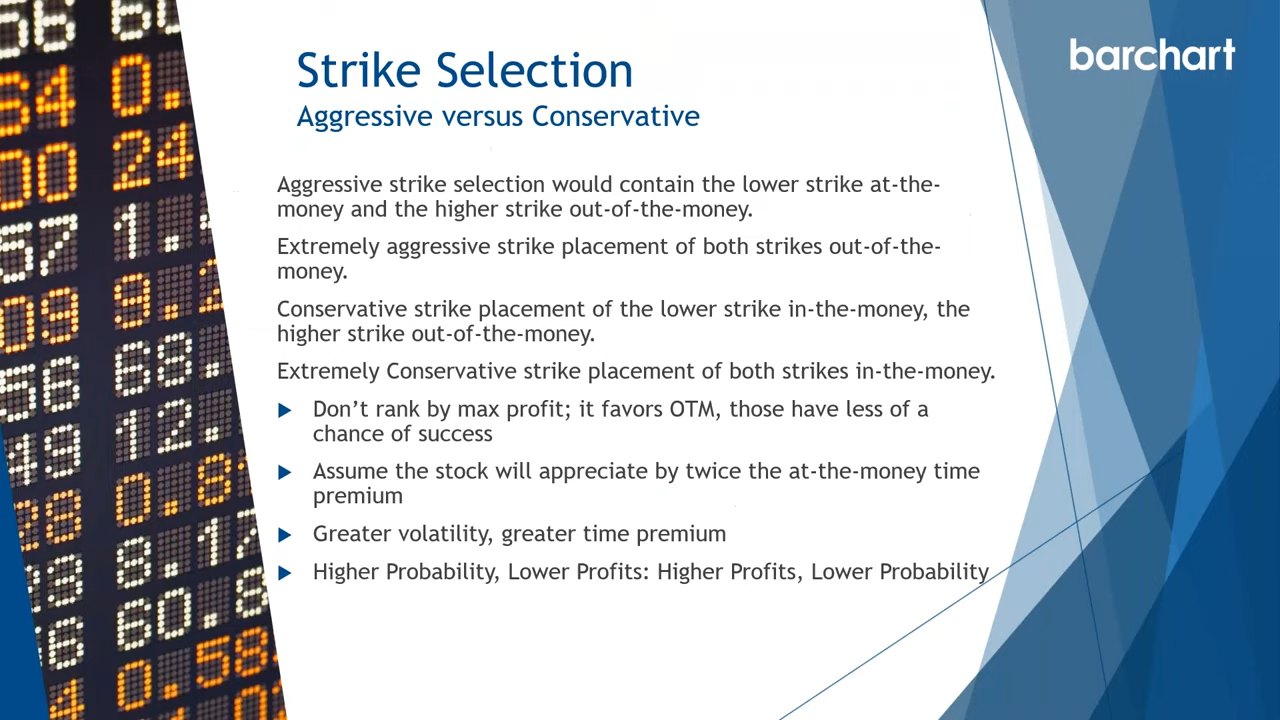 Strike Selection
Aggressive versus Conservative
barchart
Aggressive strike selection would contain the lower strike at-the-
money and the higher strike out-of-the-money.
Extremely aggressive strike placement of both strikes out-of-the-
money.
Conservative strike placement of the lower strike in-the-money, the
higher strike out-of-the-money.
Extremely Conservative strike placement of both strikes in-the-money.
Don’t rank by max profit; it favors OTM, those have less of a
chance of success
Assume the stock will appreciate by twice the at-the-money time
premium
Greater volatility, greater time premium
Higher Probability, Lower Profits: Higher Profits, Lower Probability